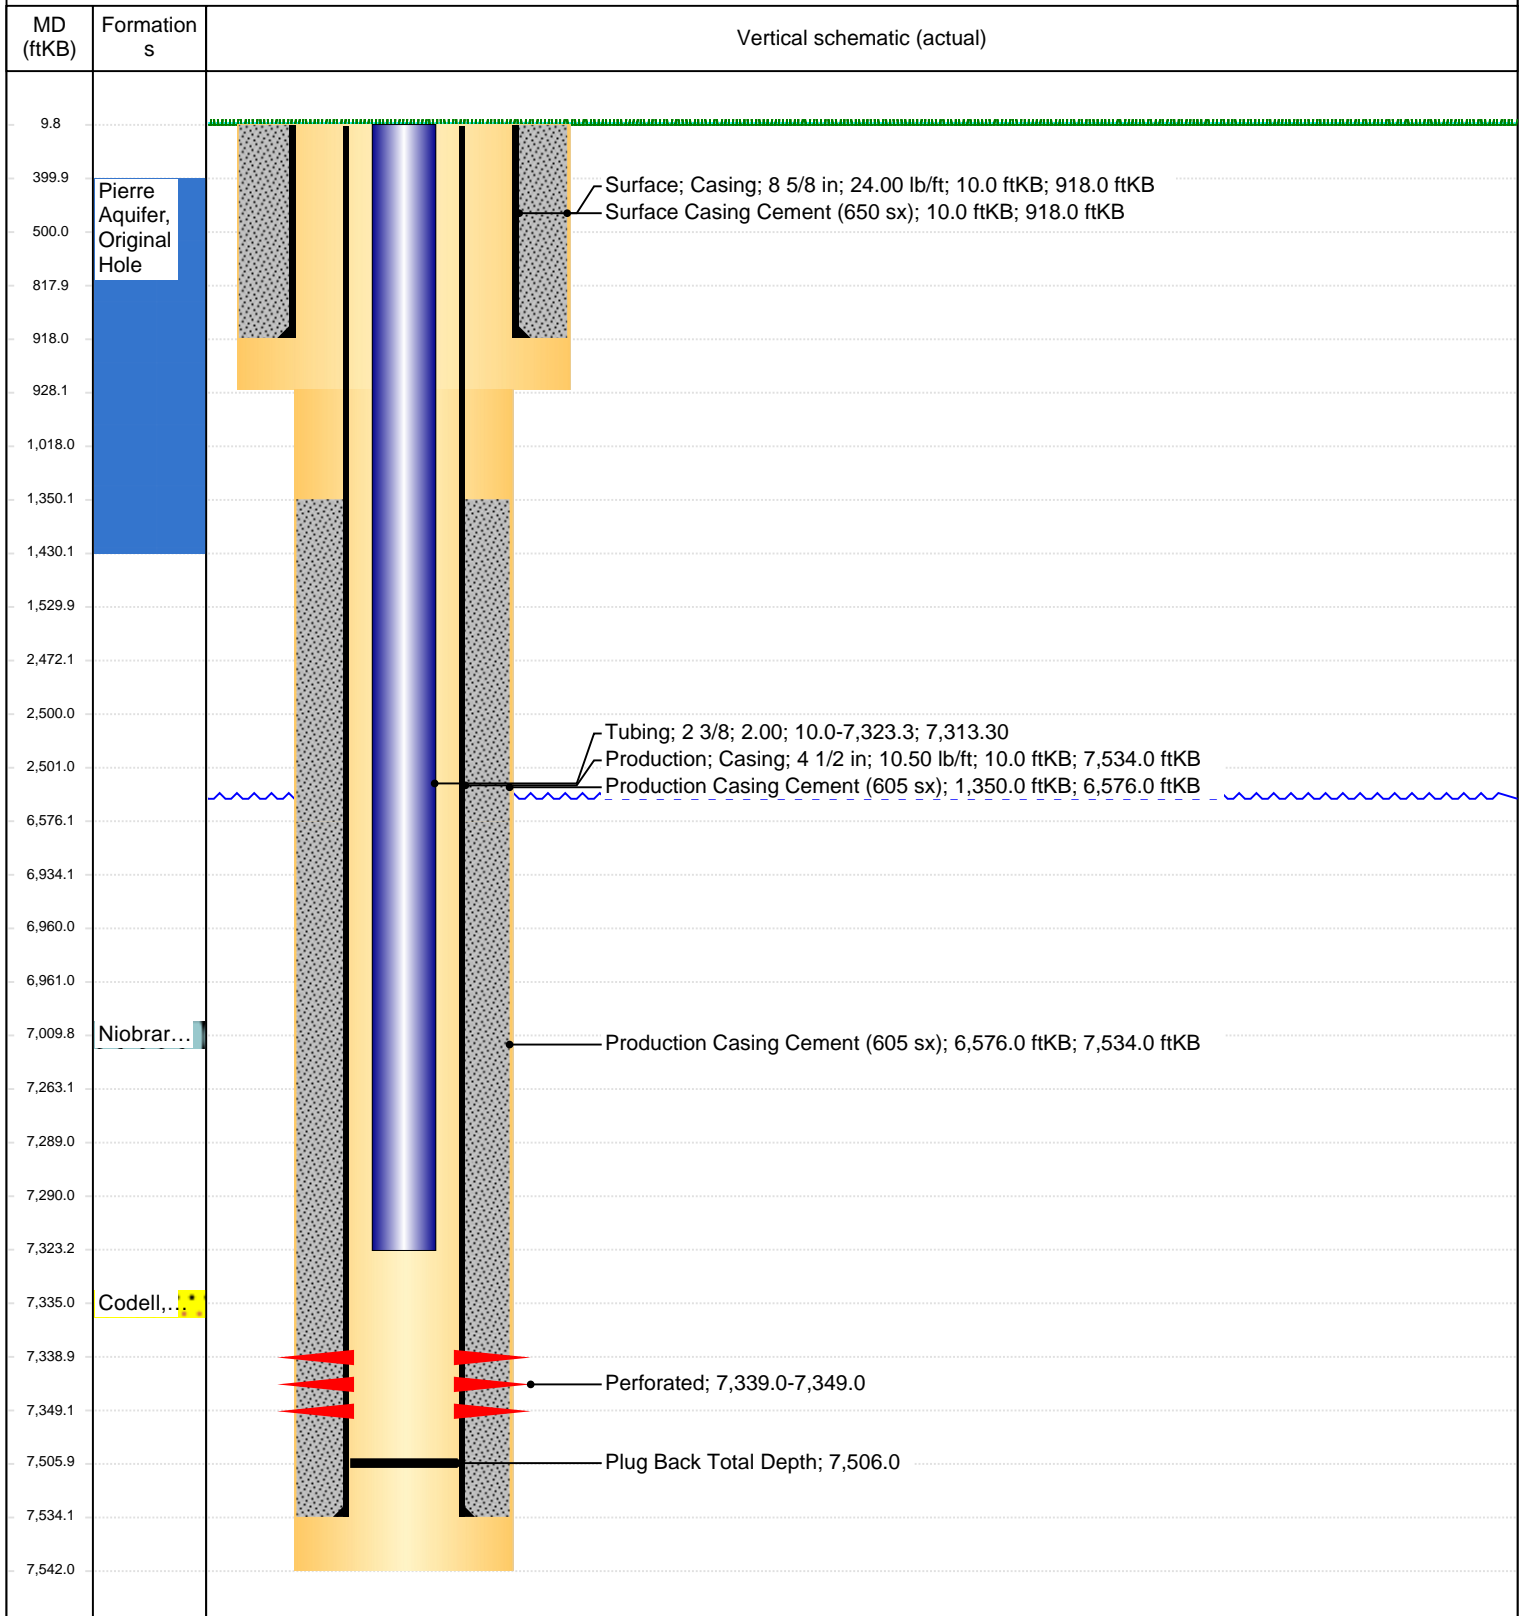 MD
(ftKB)
Formation
s
Vertical schematic (actual)
9.8
399.9
Pierre
Aquifer,
Original
Hole
Surface; Casing; 8 5/8 in; 24.00 lb/ft; 10.0 ftKB; 918.0 ftKB
Surface Casing Cement (650 sx); 10.0 ftKB; 918.0 ftKB
500.0
817.9
918.0
928.1
1,018.0
1,350.1
1,430.1
1,529.9
2,472.1
2,500.0
Tubing; 2 3/8; 2.00; 10.0-7,323.3; 7,313.30
Production; Casing; 4 1/2 in; 10.50 lb/ft; 10.0 ftKB; 7,534.0 ftKB
2,501.0
Production Casing Cement (605 sx); 1,350.0 ftKB; 6,576.0 ftKB
6,576.1
6,934.1
6,960.0
6,961.0
7,009.8
Niobrar...
Production Casing Cement (605 sx); 6,576.0 ftKB; 7,534.0 ftKB
7,263.1
7,289.0
7,290.0
7,323.2
7,335.0
Codell,...
7,338.9
Perforated; 7,339.0-7,349.0
7,349.1
7,505.9
Plug Back Total Depth; 7,506.0
7,534.1
7,542.0